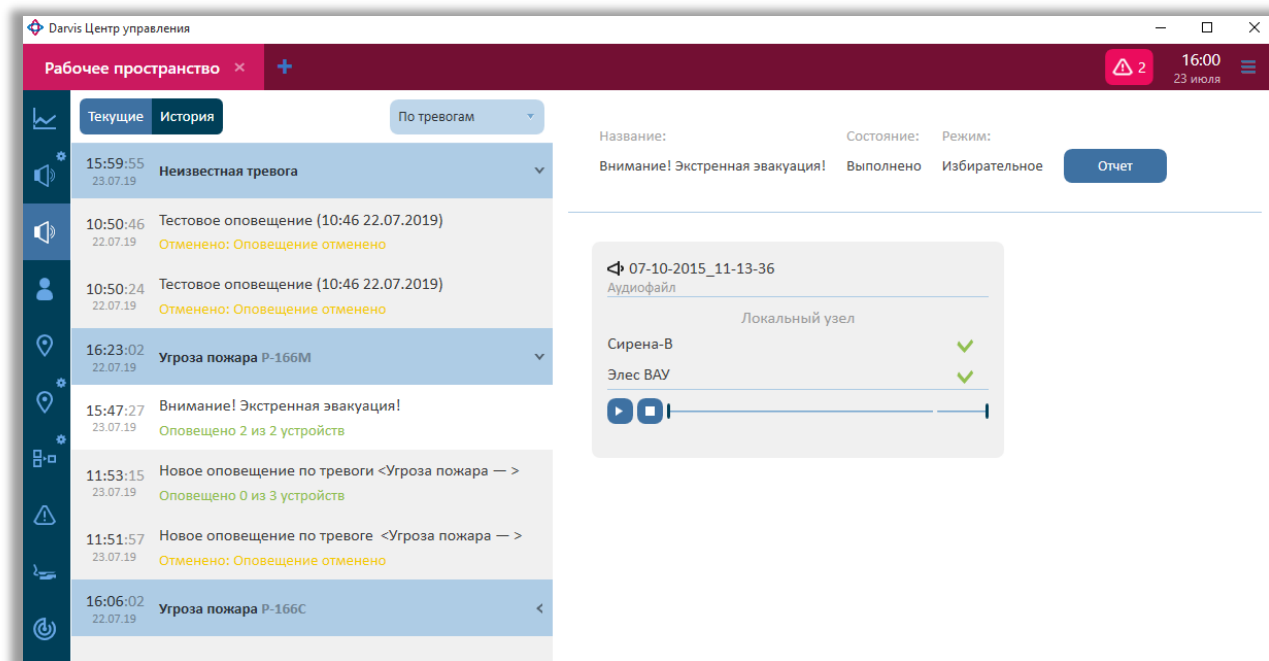 Darvis Центр управления
Рабочее пространство
2
16:00
23 июля
Текущие
История
По тревогам
15:59:55
23.07.19
Неизвестная тревога
10:50:46
22.07.19
Тестовое оповещение (10:46 22.07.2019)
Отменено: Оповещение отменено
10:50:24
22.07.19
Тестовое оповещение (10:46 22.07.2019)
Отменено: Оповещение отменено
16:23:02
22.07.19
Угроза пожара Р-166М
15:47:27
23.07.19
Внимание! Экстренная эвакуация!
Оповещено 2 из 2 устройств
11:53:15
23.07.19
Новое оповещение по тревоги <Угроза пожара — >
Оповещено 0 из 3 устройств
11:51:57
23.07.19
Новое оповещение по тревоге <Угроза пожара — >
Отменено: Оповещение отменено
16:06:02
22.07.19
Угроза пожара Р-166С
Название:
Состояние:
Режим:
Внимание! Экстренная эвакуация!
Выполнено
Избирательное
Отчет
07-10-2015_11-13-36
Аудиофайл
Локальный узел
Сирена-В
Элес ВАУ